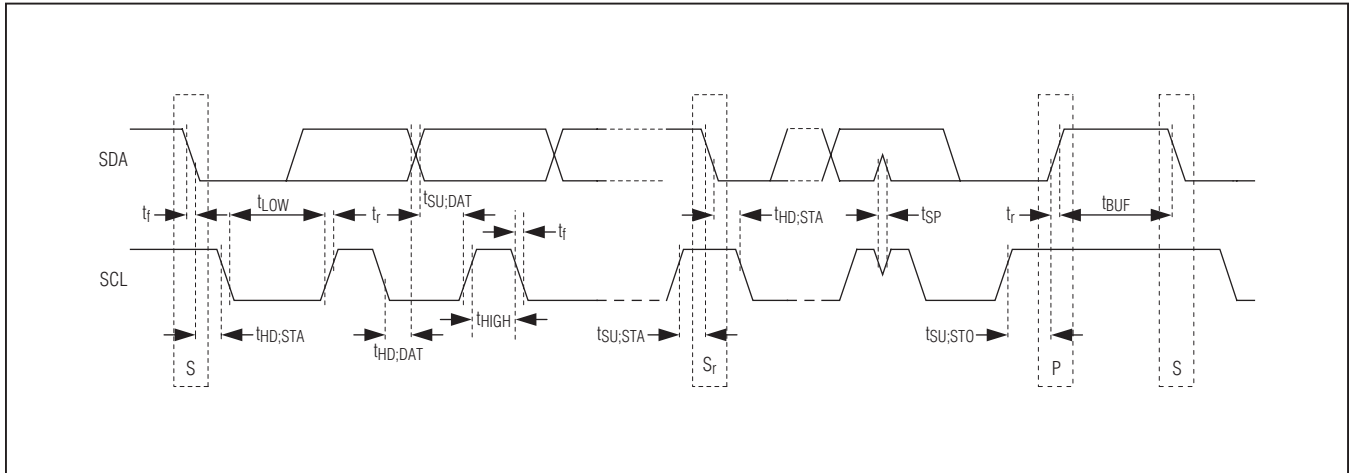 SDA
tf
tLOW
tr
tSU;DAT
tf
tHD;STA
tSP
tr
tBUF
SCL
tHD;STA
tHD;DAT
tHIGH
tSU;STA
tSU;STO
S
Sr
P
S